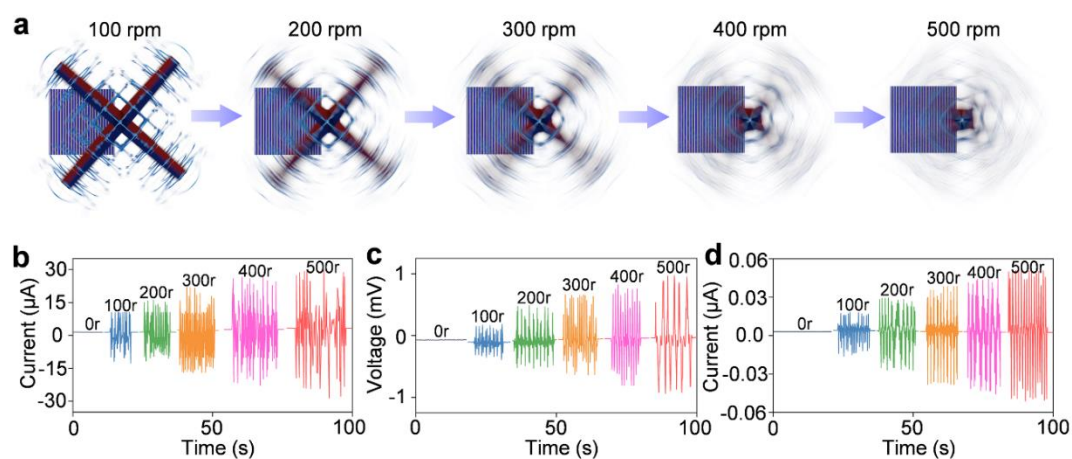 a
100 rpm
200 rpm
300 rpm
400 rpm
500 rpm
b
Current (μA)
30
15
0
-15
-30
0r
100r
200r
300r
400r
500r
0
50
100
Time (s)
c
Voltage (mV)
1
0
-1
0r
100r
200r
300r
400r
500r
0
50
100
Time (s)
d
Current (μA)
0.06
0.03
0.00
-0.03
-0.06
0r
100r
200r
300r
400r
500r
0
50
100
Time (s)